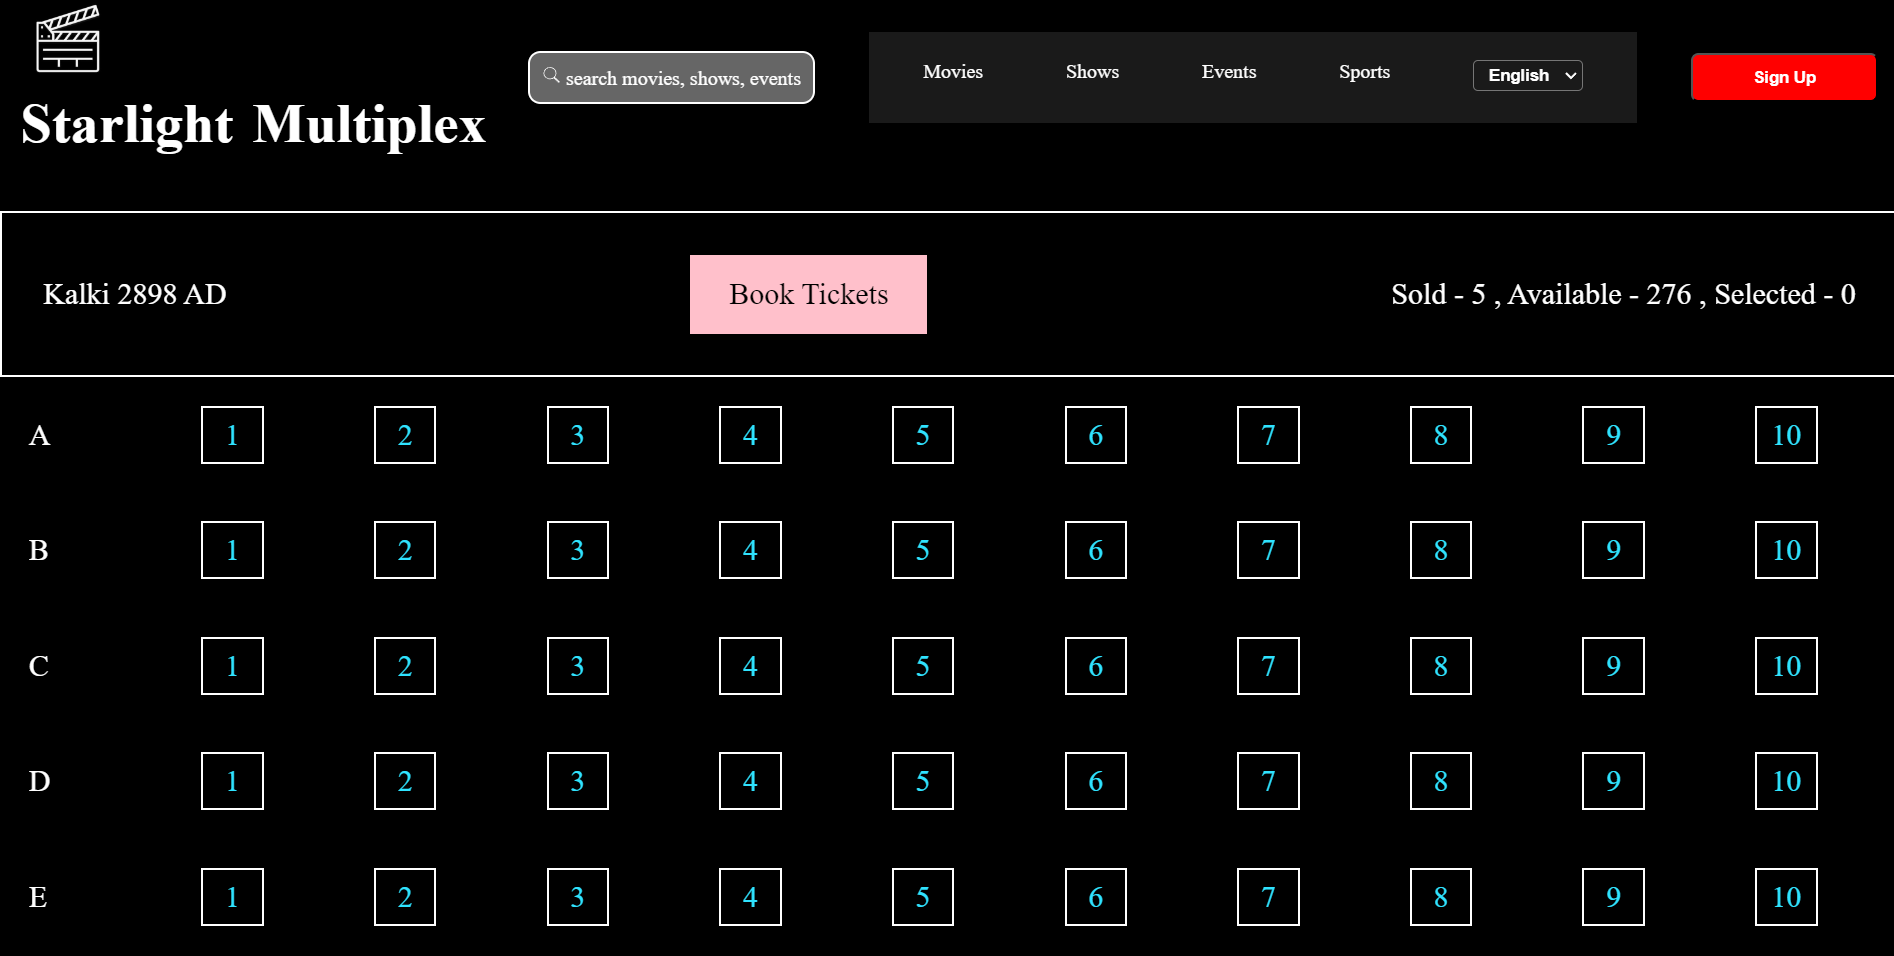 Starlight Multiplex
search movies, shows, events
Movies Shows Events Sports English
Sign Up
Kalki 2898 AD
Book Tickets
Sold - 5 , Available - 276 , Selected - 0
A 1 2 3 4 5 6 7 8 9 10
B 1 2 3 4 5 6 7 8 9 10
C 1 2 3 4 5 6 7 8 9 10
D 1 2 3 4 5 6 7 8 9 10
E 1 2 3 4 5 6 7 8 9 10